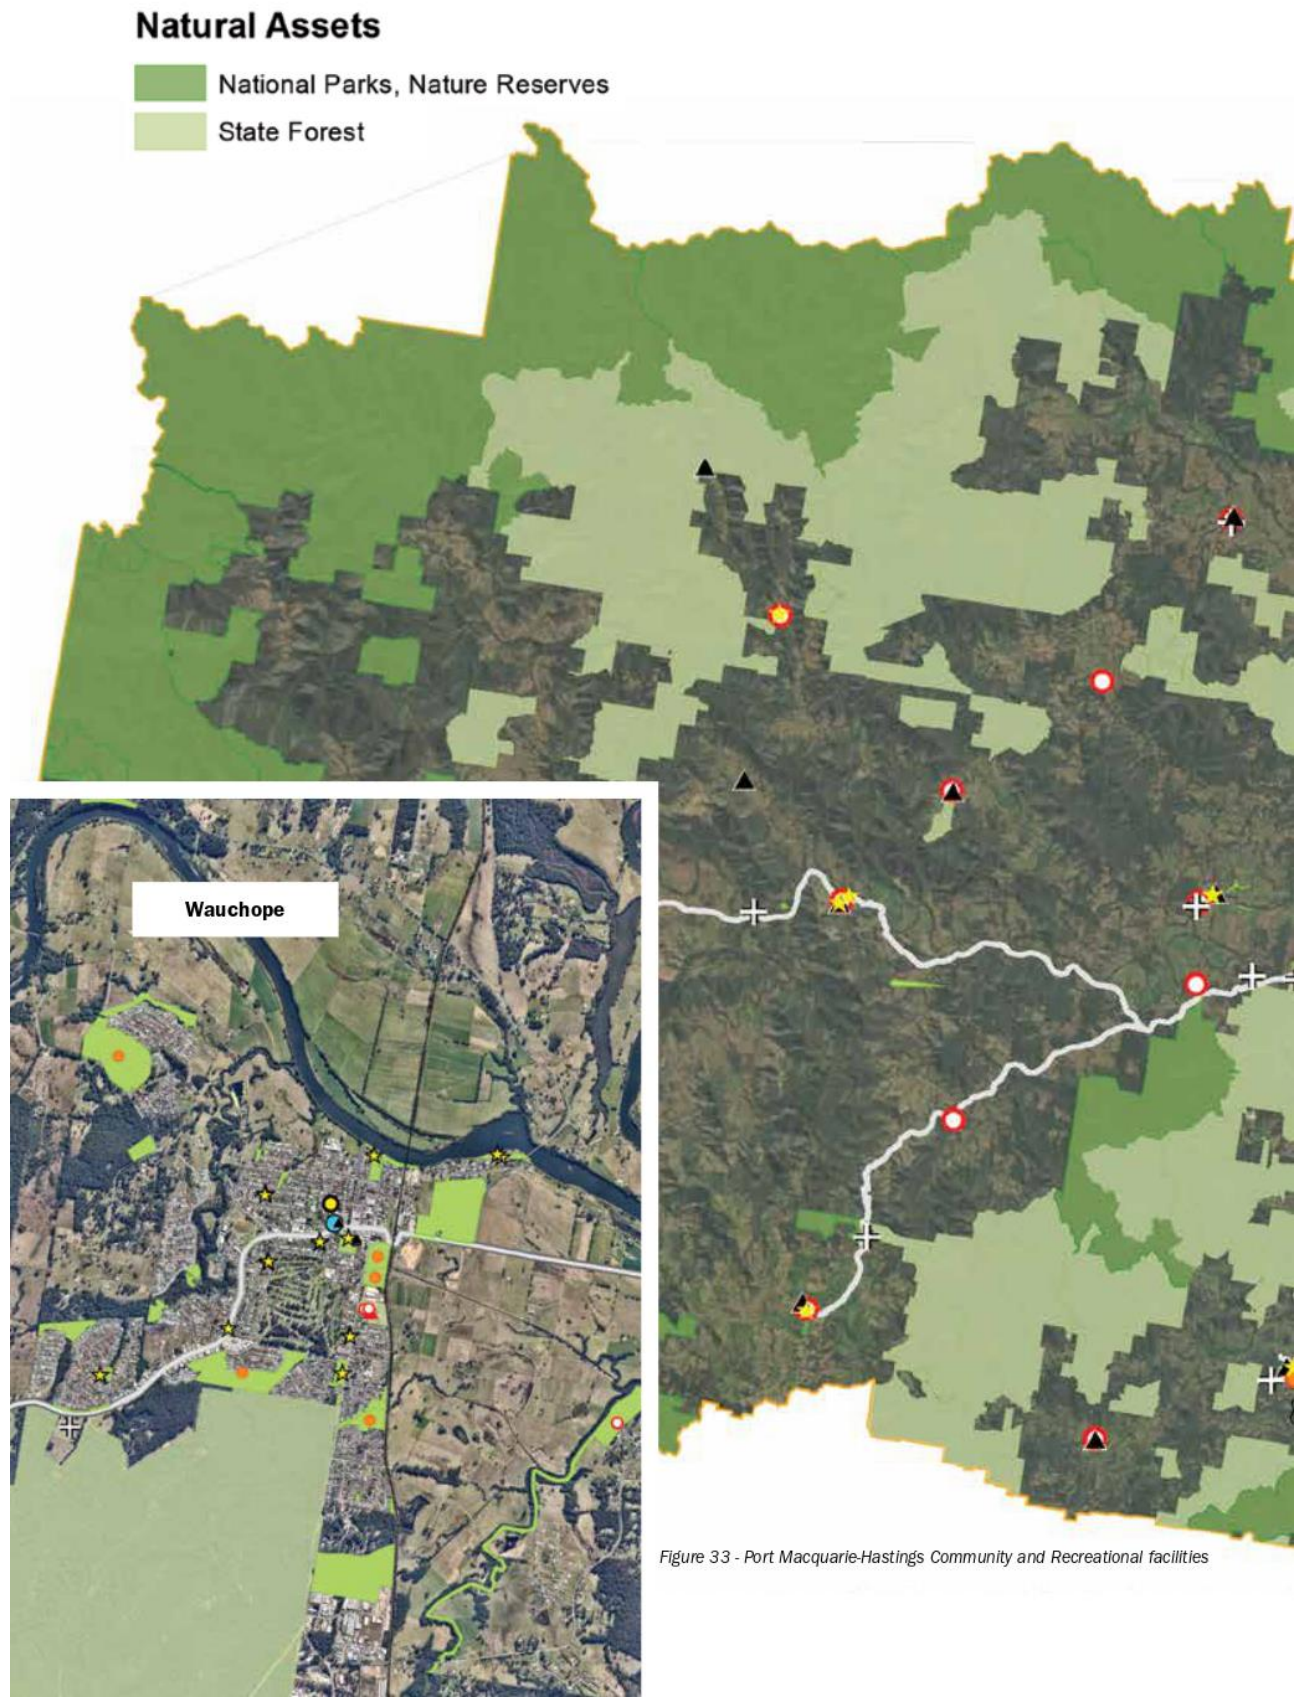 Natural Assets
National Parks, Nature Reserves
State Forest
Wauchope
Figure 33 - Port Macquarie-Hastings Community and Recreational facilities